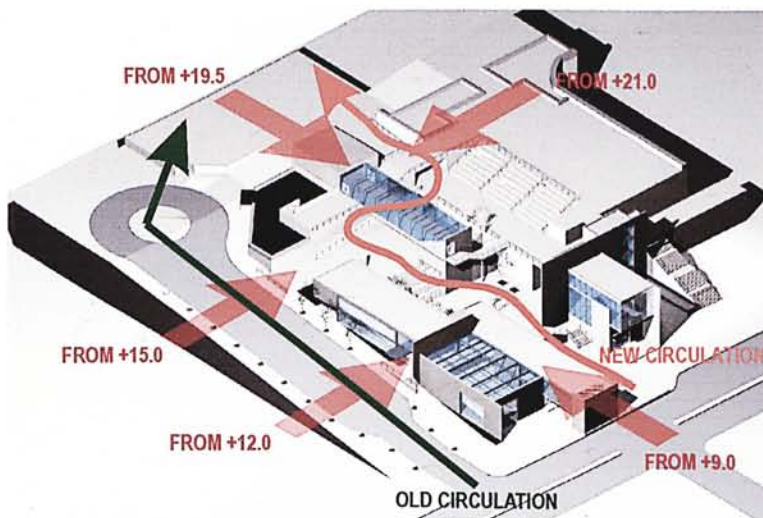 FROM +19.5
FROM +21.0
FROM +15.0
NEW CIRCULATION
FROM +12.0
FROM +9.0
OLD CIRCULATION